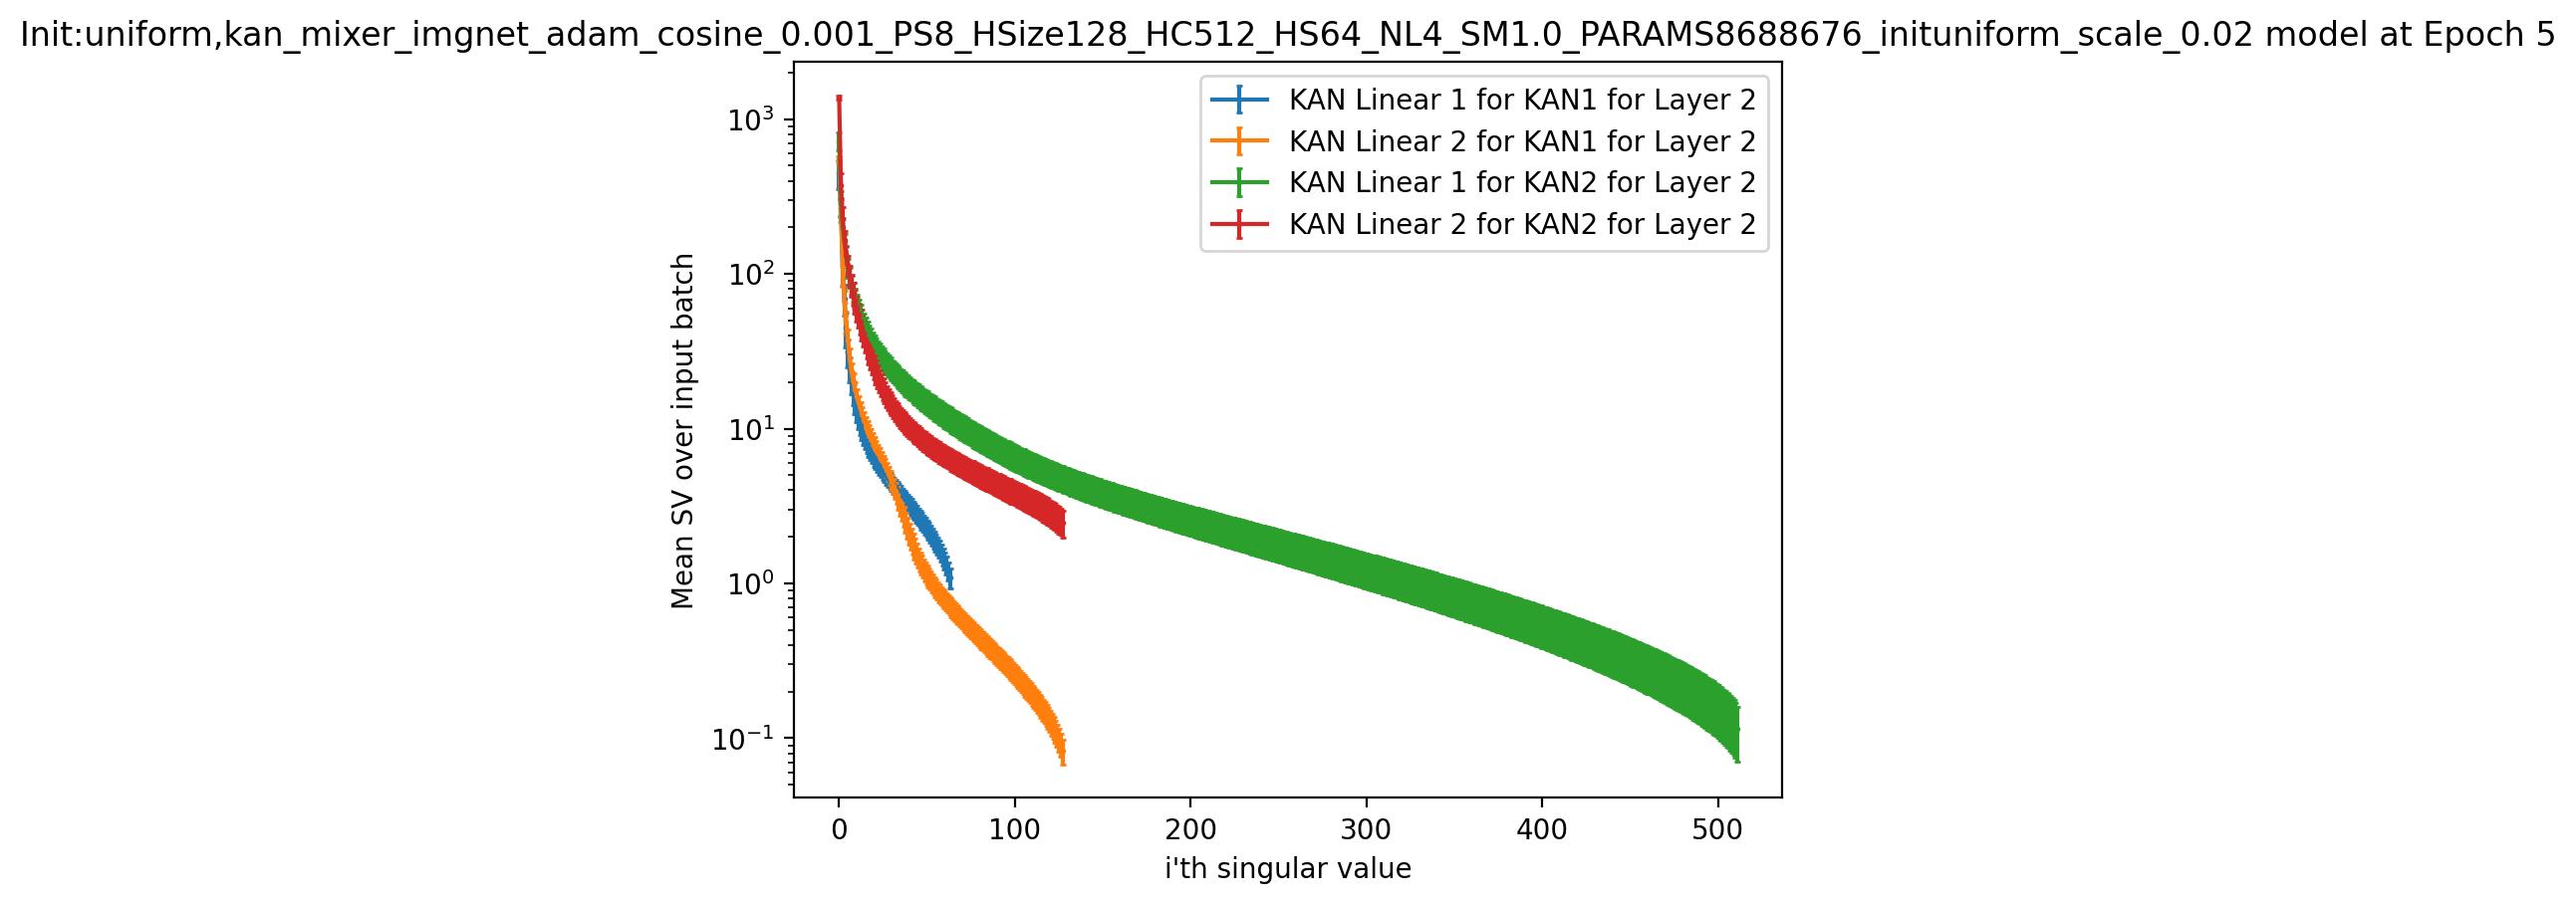 Init:uniform,kan_mixer_imgnet_adam_cosine_0.001_PS8_HSize128_HC512_HS64_NL4_SM1.0_PARAMS8688676_inituniform_scale_0.02 model at Epoch 5
KAN Linear 1 for KAN1 for Layer 2
KAN Linear 2 for KAN1 for Layer 2
KAN Linear 1 for KAN2 for Layer 2
KAN Linear 2 for KAN2 for Layer 2
10³
10²
10¹
10⁰
10⁻¹
Mean SV over input batch
0 100 200 300 400 500
i'th singular value